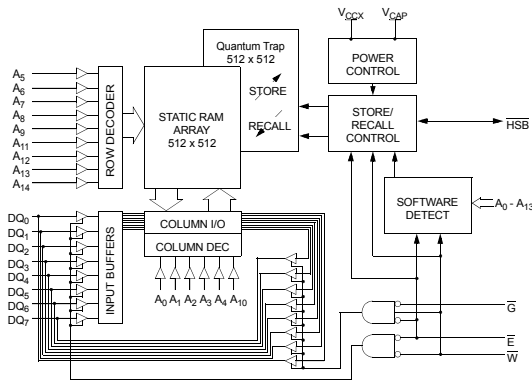 VCCX
VCAP
Quantum Trap
512 x 512
POWER
CONTROL
A5
A6
A7
A8
A9
A11
A12
A13
A14
ROW DECODER
STORE
RECALL
STATIC RAM
ARRAY
512 x 512
STORE/
RECALL
CONTROL
HSB
SOFTWARE
DETECT
A0 - A13
DQ0
DQ1
DQ2
DQ3
DQ4
DQ5
DQ6
DQ7
INPUT BUFFERS
COLUMN I/O
COLUMN DEC
A0 A1 A2 A3 A4 A10
G
E
W